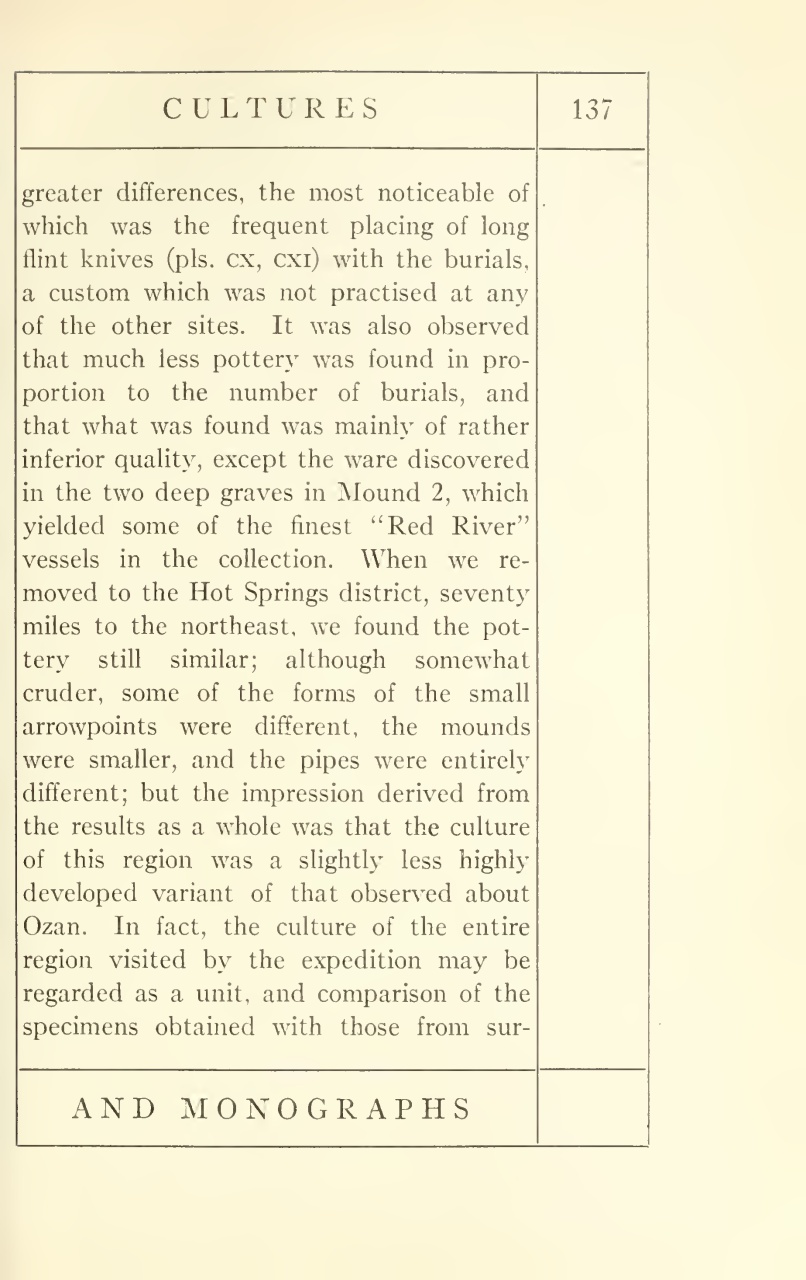 CULTURES 137
greater differences, the most noticeable of
which was the frequent placing of long
flint knives (pls. CX, CXI) with the burials,
a custom which was not practised at any
of the other sites. It was also observed
that much less pottery was found in pro-
portion to the number of burials, and
that what was found was mainly of rather
inferior quality, except the ware discovered
in the two deep graves in Mound 2, which
yielded some of the finest “Red River”
vessels in the collection. When we re-
moved to the Hot Springs district, seventy
miles to the northeast, we found the pot-
tery still similar; although somewhat
cruder, some of the forms of the small
arrowpoints were different, the mounds
were smaller, and the pipes were entirely
different; but the impression derived from
the results as a whole was that the culture
of this region was a slightly less highly
developed variant of that observed about
Ozan. In fact, the culture of the entire
region visited by the expedition may be
regarded as a unit, and comparison of the
specimens obtained with those from sur-
AND MONOGRAPHS